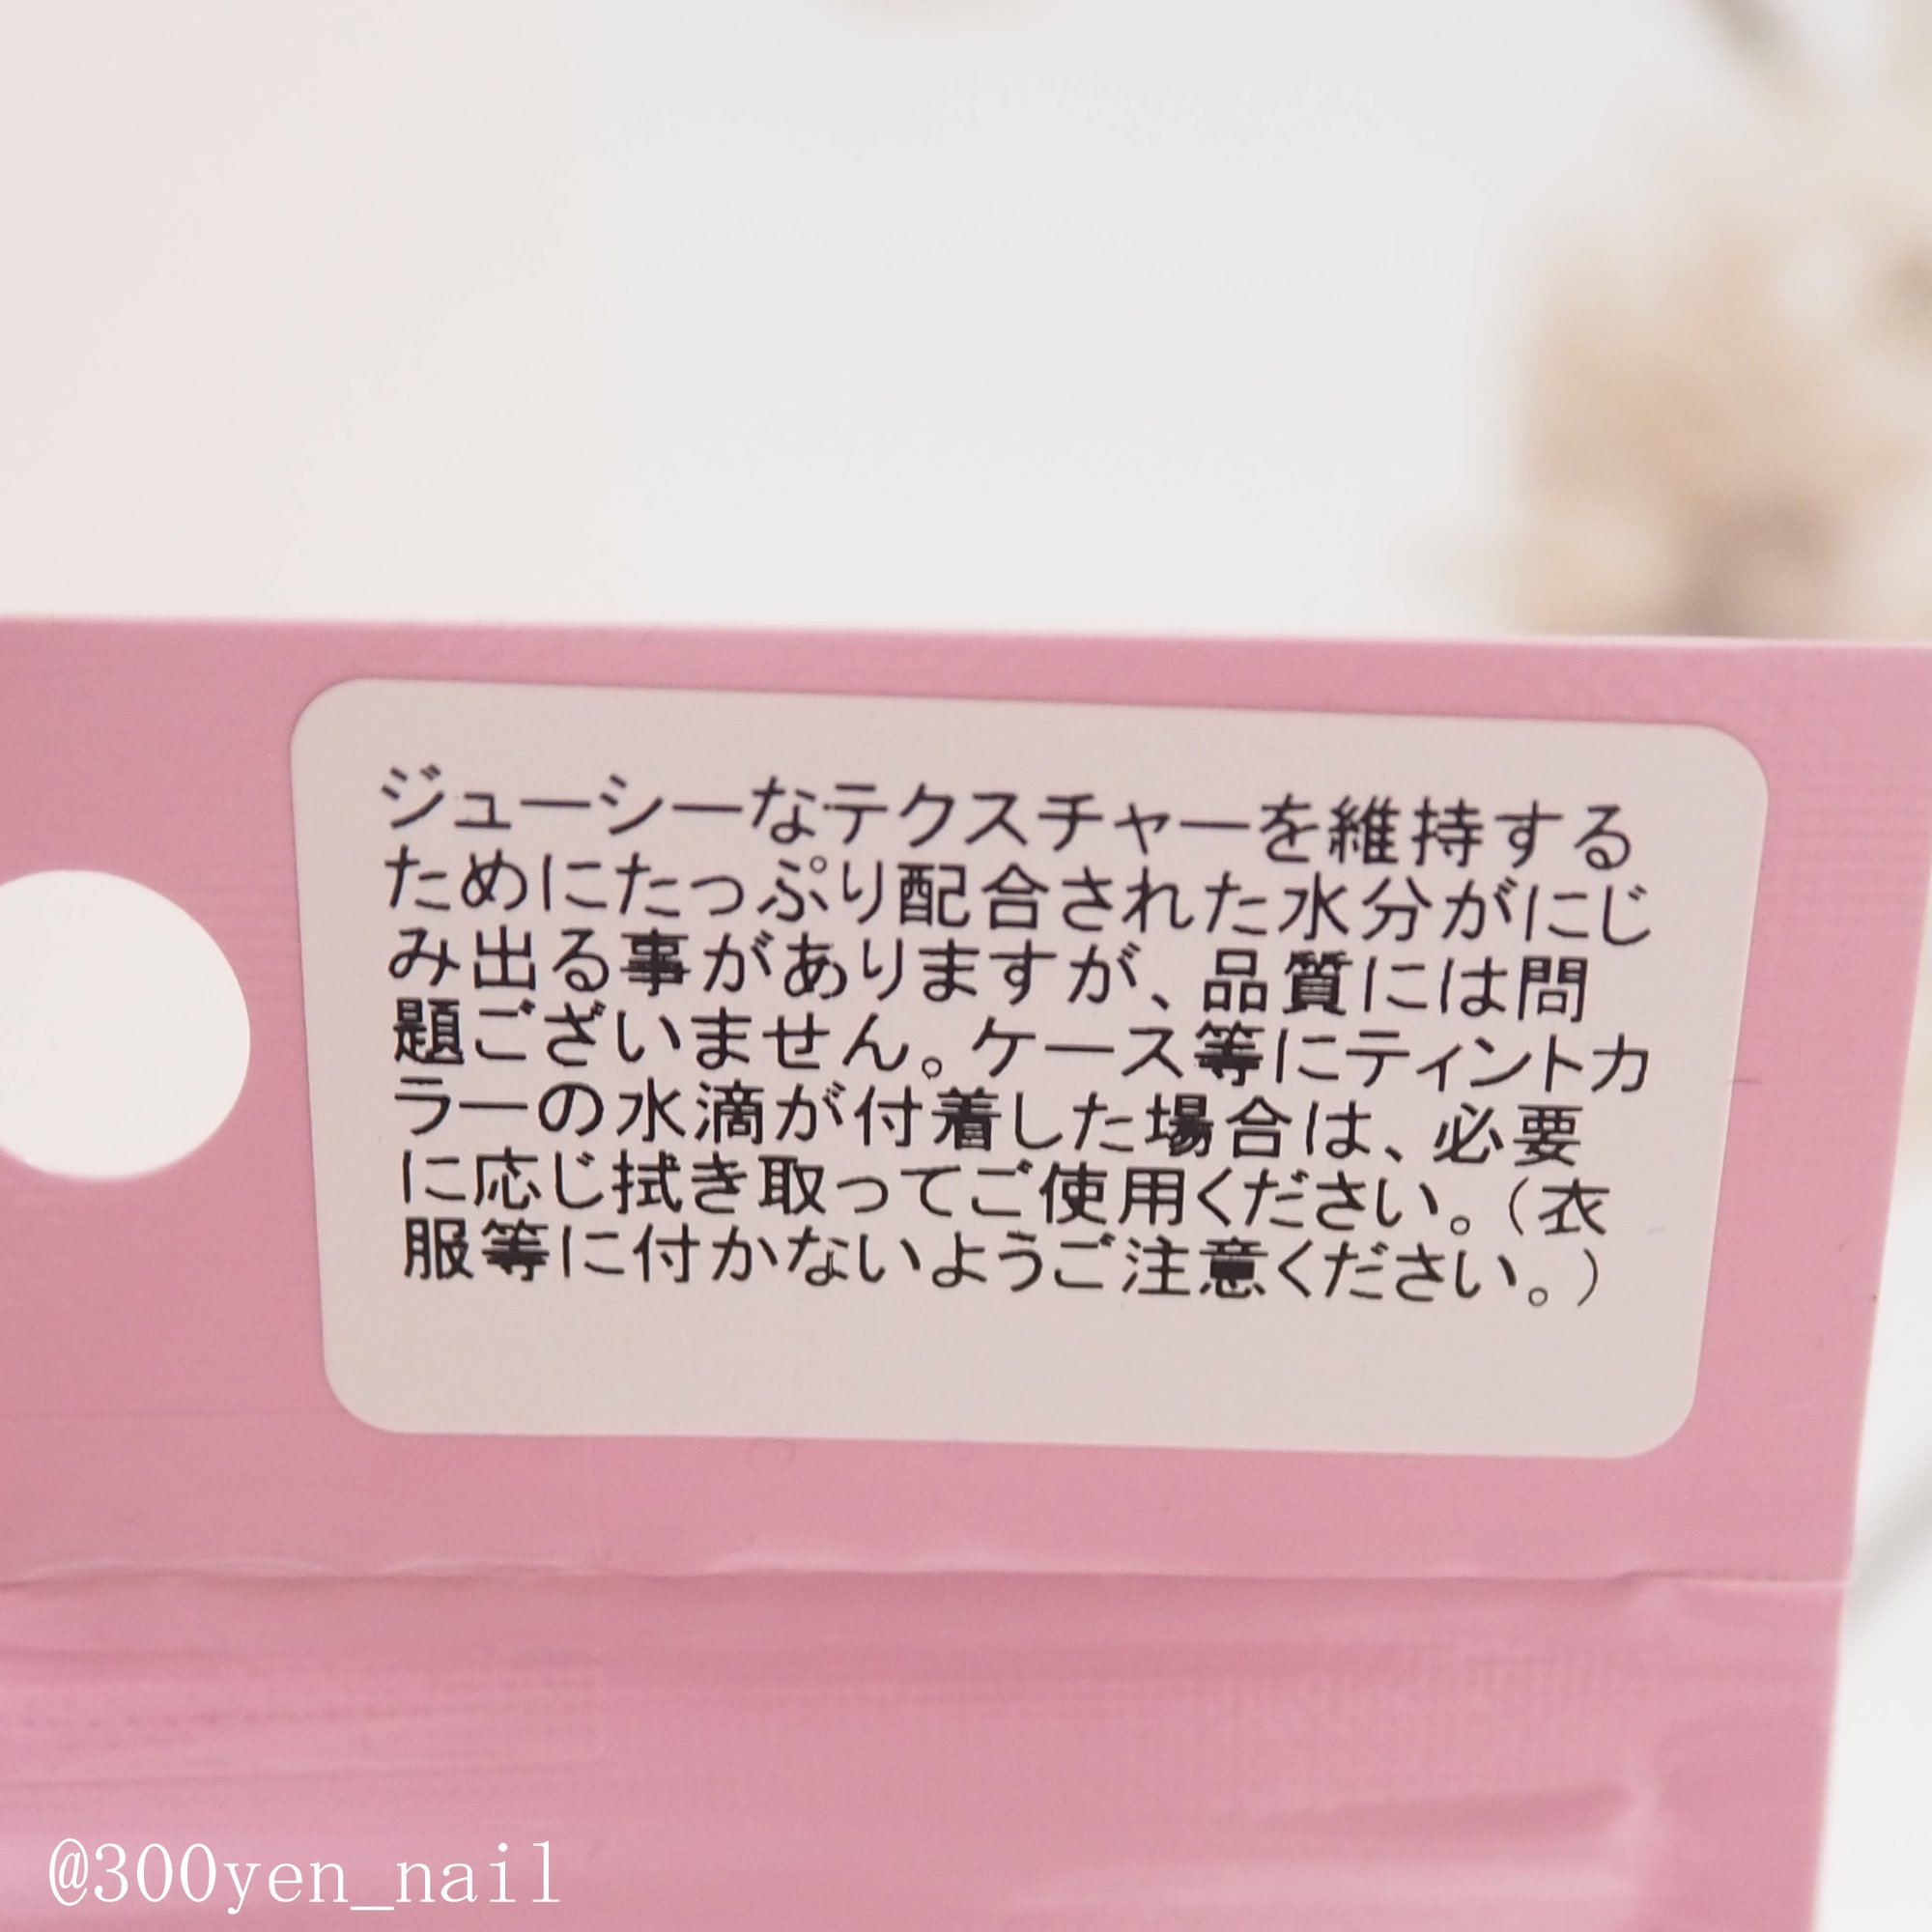 ジューシーなテクスチャーを維持する
ためにたっぷり配合された水分がにじ
み出る事がありますが、品質には問
題ございません。ケース等にティントカ
ラーの水滴が付着した場合は、必要
に応じ拭き取ってご使用ください。（衣
服等に付かないようご注意ください。）
@300yen_nail